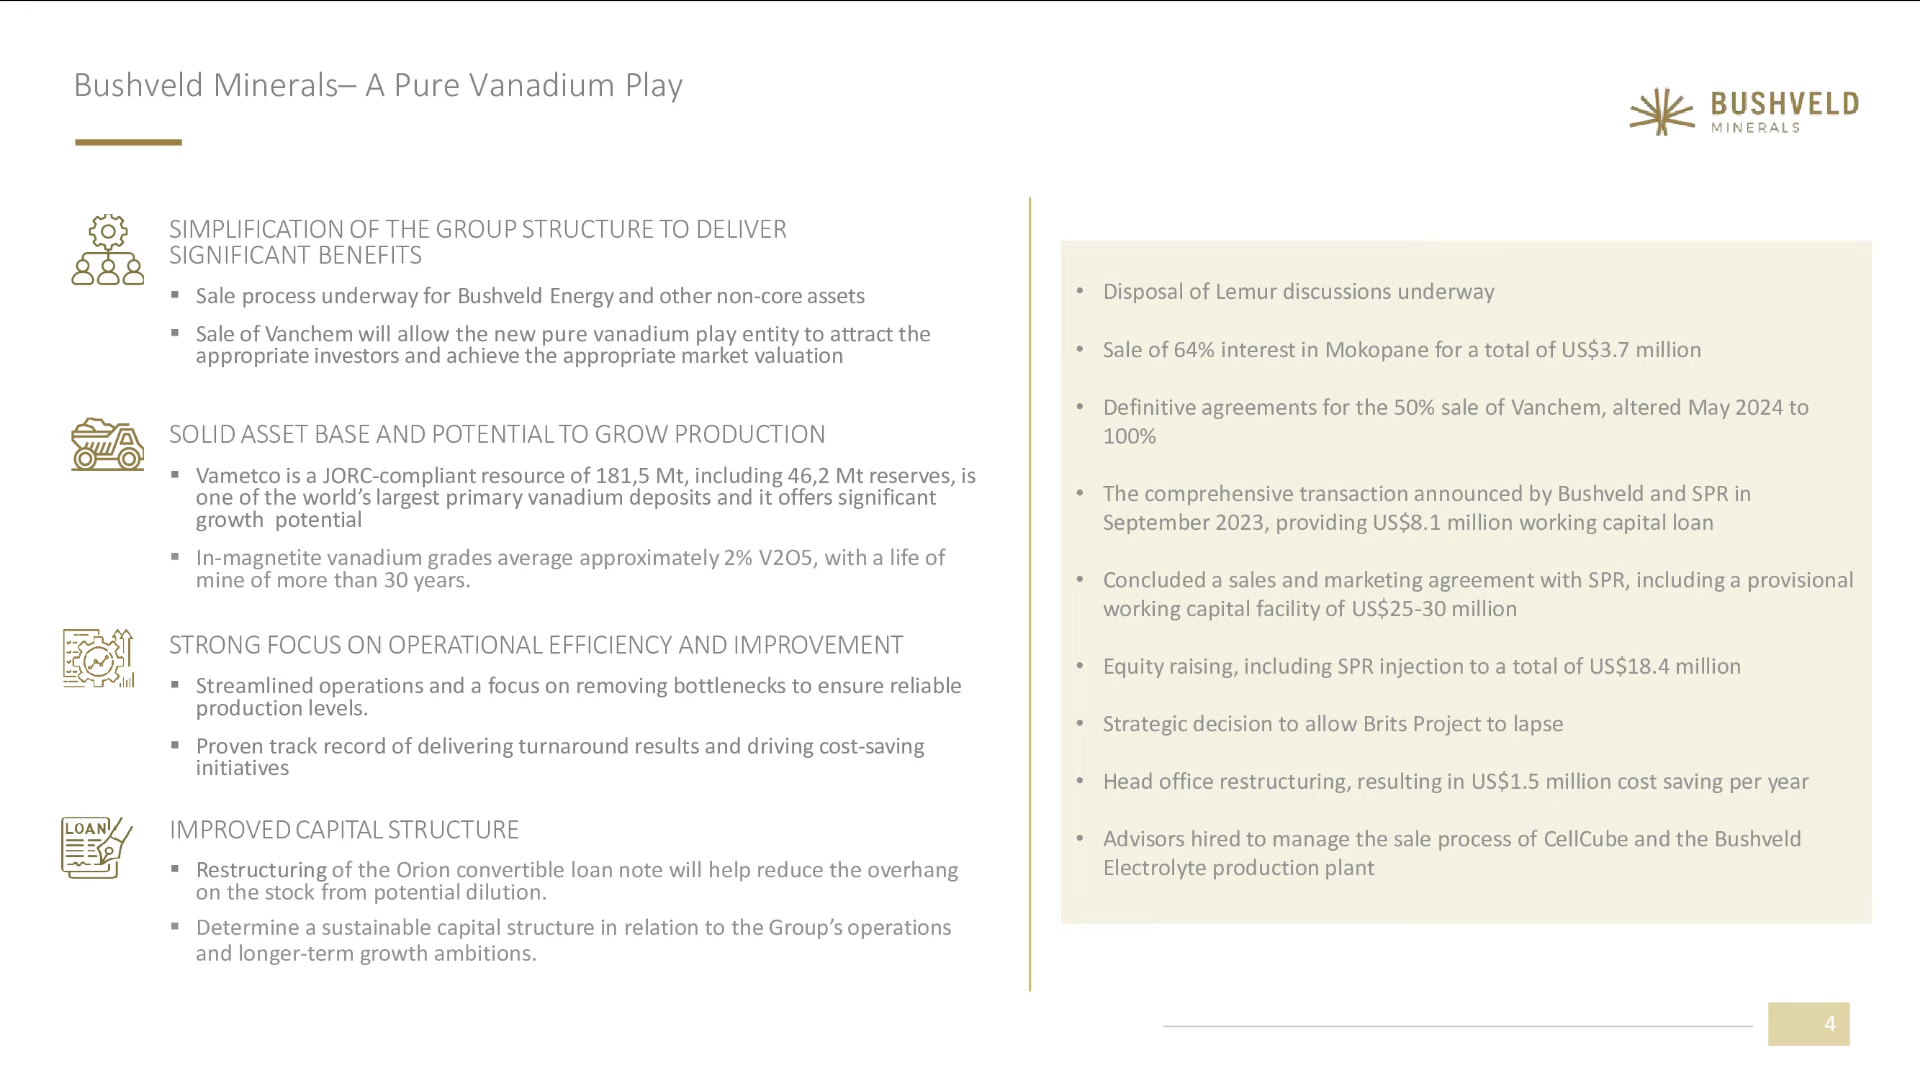 Bushveld Minerals– A Pure Vanadium Play
BUSHVELD
MINERALS
SIMPLIFICATION OF THE GROUP STRUCTURE TO DELIVER
SIGNIFICANT BENEFITS
▪ Sale process underway for Bushveld Energy and other non-core assets
▪ Sale of Vanchem will allow the new pure vanadium play entity to attract the
appropriate investors and achieve the appropriate market valuation
SOLID ASSET BASE AND POTENTIAL TO GROW PRODUCTION
▪ Vametco is a JORC-compliant resource of 181,5 Mt, including 46,2 Mt reserves, is
one of the world’s largest primary vanadium deposits and it offers significant
growth potential
▪ In-magnetite vanadium grades average approximately 2% V2O5, with a life of
mine of more than 30 years.
STRONG FOCUS ON OPERATIONAL EFFICIENCY AND IMPROVEMENT
▪ Streamlined operations and a focus on removing bottlenecks to ensure reliable
production levels.
▪ Proven track record of delivering turnaround results and driving cost-saving
initiatives
LOAN
IMPROVED CAPITAL STRUCTURE
▪ Restructuring of the Orion convertible loan note will help reduce the overhang
on the stock from potential dilution.
▪ Determine a sustainable capital structure in relation to the Group’s operations
and longer-term growth ambitions.
• Disposal of Lemur discussions underway
• Sale of 64% interest in Mokopane for a total of US$3.7 million
• Definitive agreements for the 50% sale of Vanchem, altered May 2024 to
100%
• The comprehensive transaction announced by Bushveld and SPR in
September 2023, providing US$8.1 million working capital loan
• Concluded a sales and marketing agreement with SPR, including a provisional
working capital facility of US$25-30 million
• Equity raising, including SPR injection to a total of US$18.4 million
• Strategic decision to allow Brits Project to lapse
• Head office restructuring, resulting in US$1.5 million cost saving per year
• Advisors hired to manage the sale process of CellCube and the Bushveld
Electrolyte production plant
4